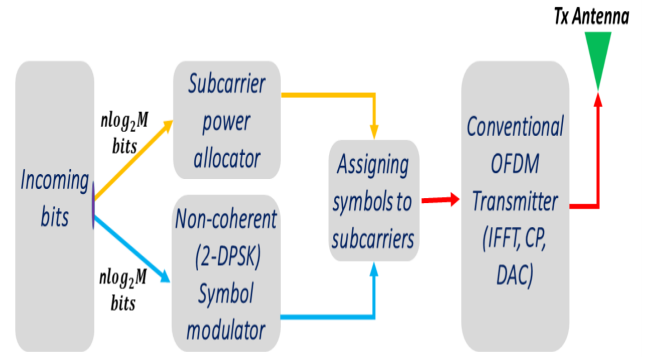 Tx Antenna
Incoming
bits
nlog₂M
bits
nlog₂M
bits
Subcarrier
power
allocator
Non-coherent
(2-DPSK)
Symbol
modulator
Assigning
symbols to
subcarriers
Conventional
OFDM
Transmitter
(IFFT, CP,
DAC)